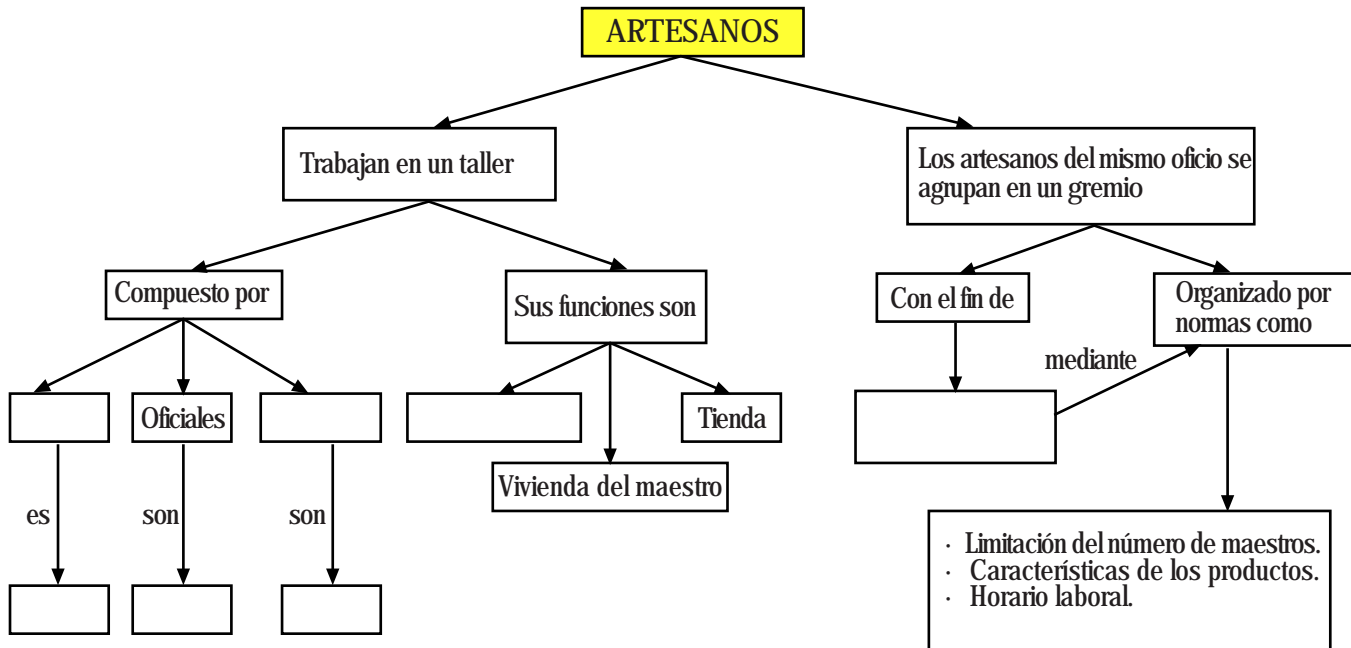 ARTESANOS
Trabajan en un taller
Los artesanos del mismo oficio se
agrupan en un gremio
Compuesto por
Sus funciones son
Con el fin de
Organizado por
normas como
mediante
Oficiales
Tienda
Vivienda del maestro
es
son
son
· Limitación del número de maestros.
· Características de los productos.
· Horario laboral.